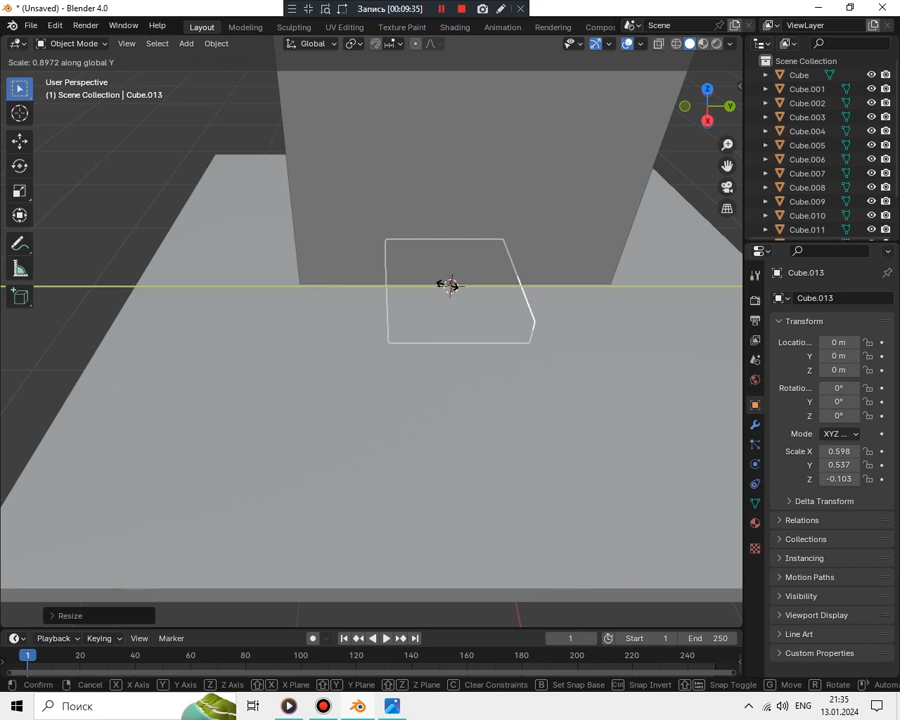 * (Unsaved) - Blender 4.0
Запись [00:09:35]
File Edit Render Window Help
Layout Modeling Sculpting UV Editing Texture Paint Shading Animation Rendering Compos
Scene
ViewLayer
Object Mode View Select Add Object
Global
Scale: 0.8972 along global Y
User Perspective
(1) Scene Collection | Cube.013
Z
Y
X
Scene Collection
Cube
Cube.001
Cube.002
Cube.003
Cube.004
Cube.005
Cube.006
Cube.007
Cube.008
Cube.009
Cube.010
Cube.011
Cube.013
Cube.013
Transform
Locatio... 0 m
Y 0 m
Z 0 m
Rotatio... 0°
Y 0°
Z 0°
Mode XYZ ...
Scale X 0.598
Y 0.537
Z -0.103
Delta Transform
Relations
Collections
Instancing
Motion Paths
Visibility
Viewport Display
Line Art
Custom Properties
Resize
Playback Keying View Marker
1 Start 1 End 250
1 20 40 60 80 100 120 140 160 180 200 220 240
Confirm Cancel X X Axis Y Y Axis Z Z Axis X X Plane Y Y Plane Z Z Plane C Clear Constraints B Set Snap Base Snap Invert Snap Toggle G Move R Rotate Automa
Поиск
ENG
21:35
13.01.2024